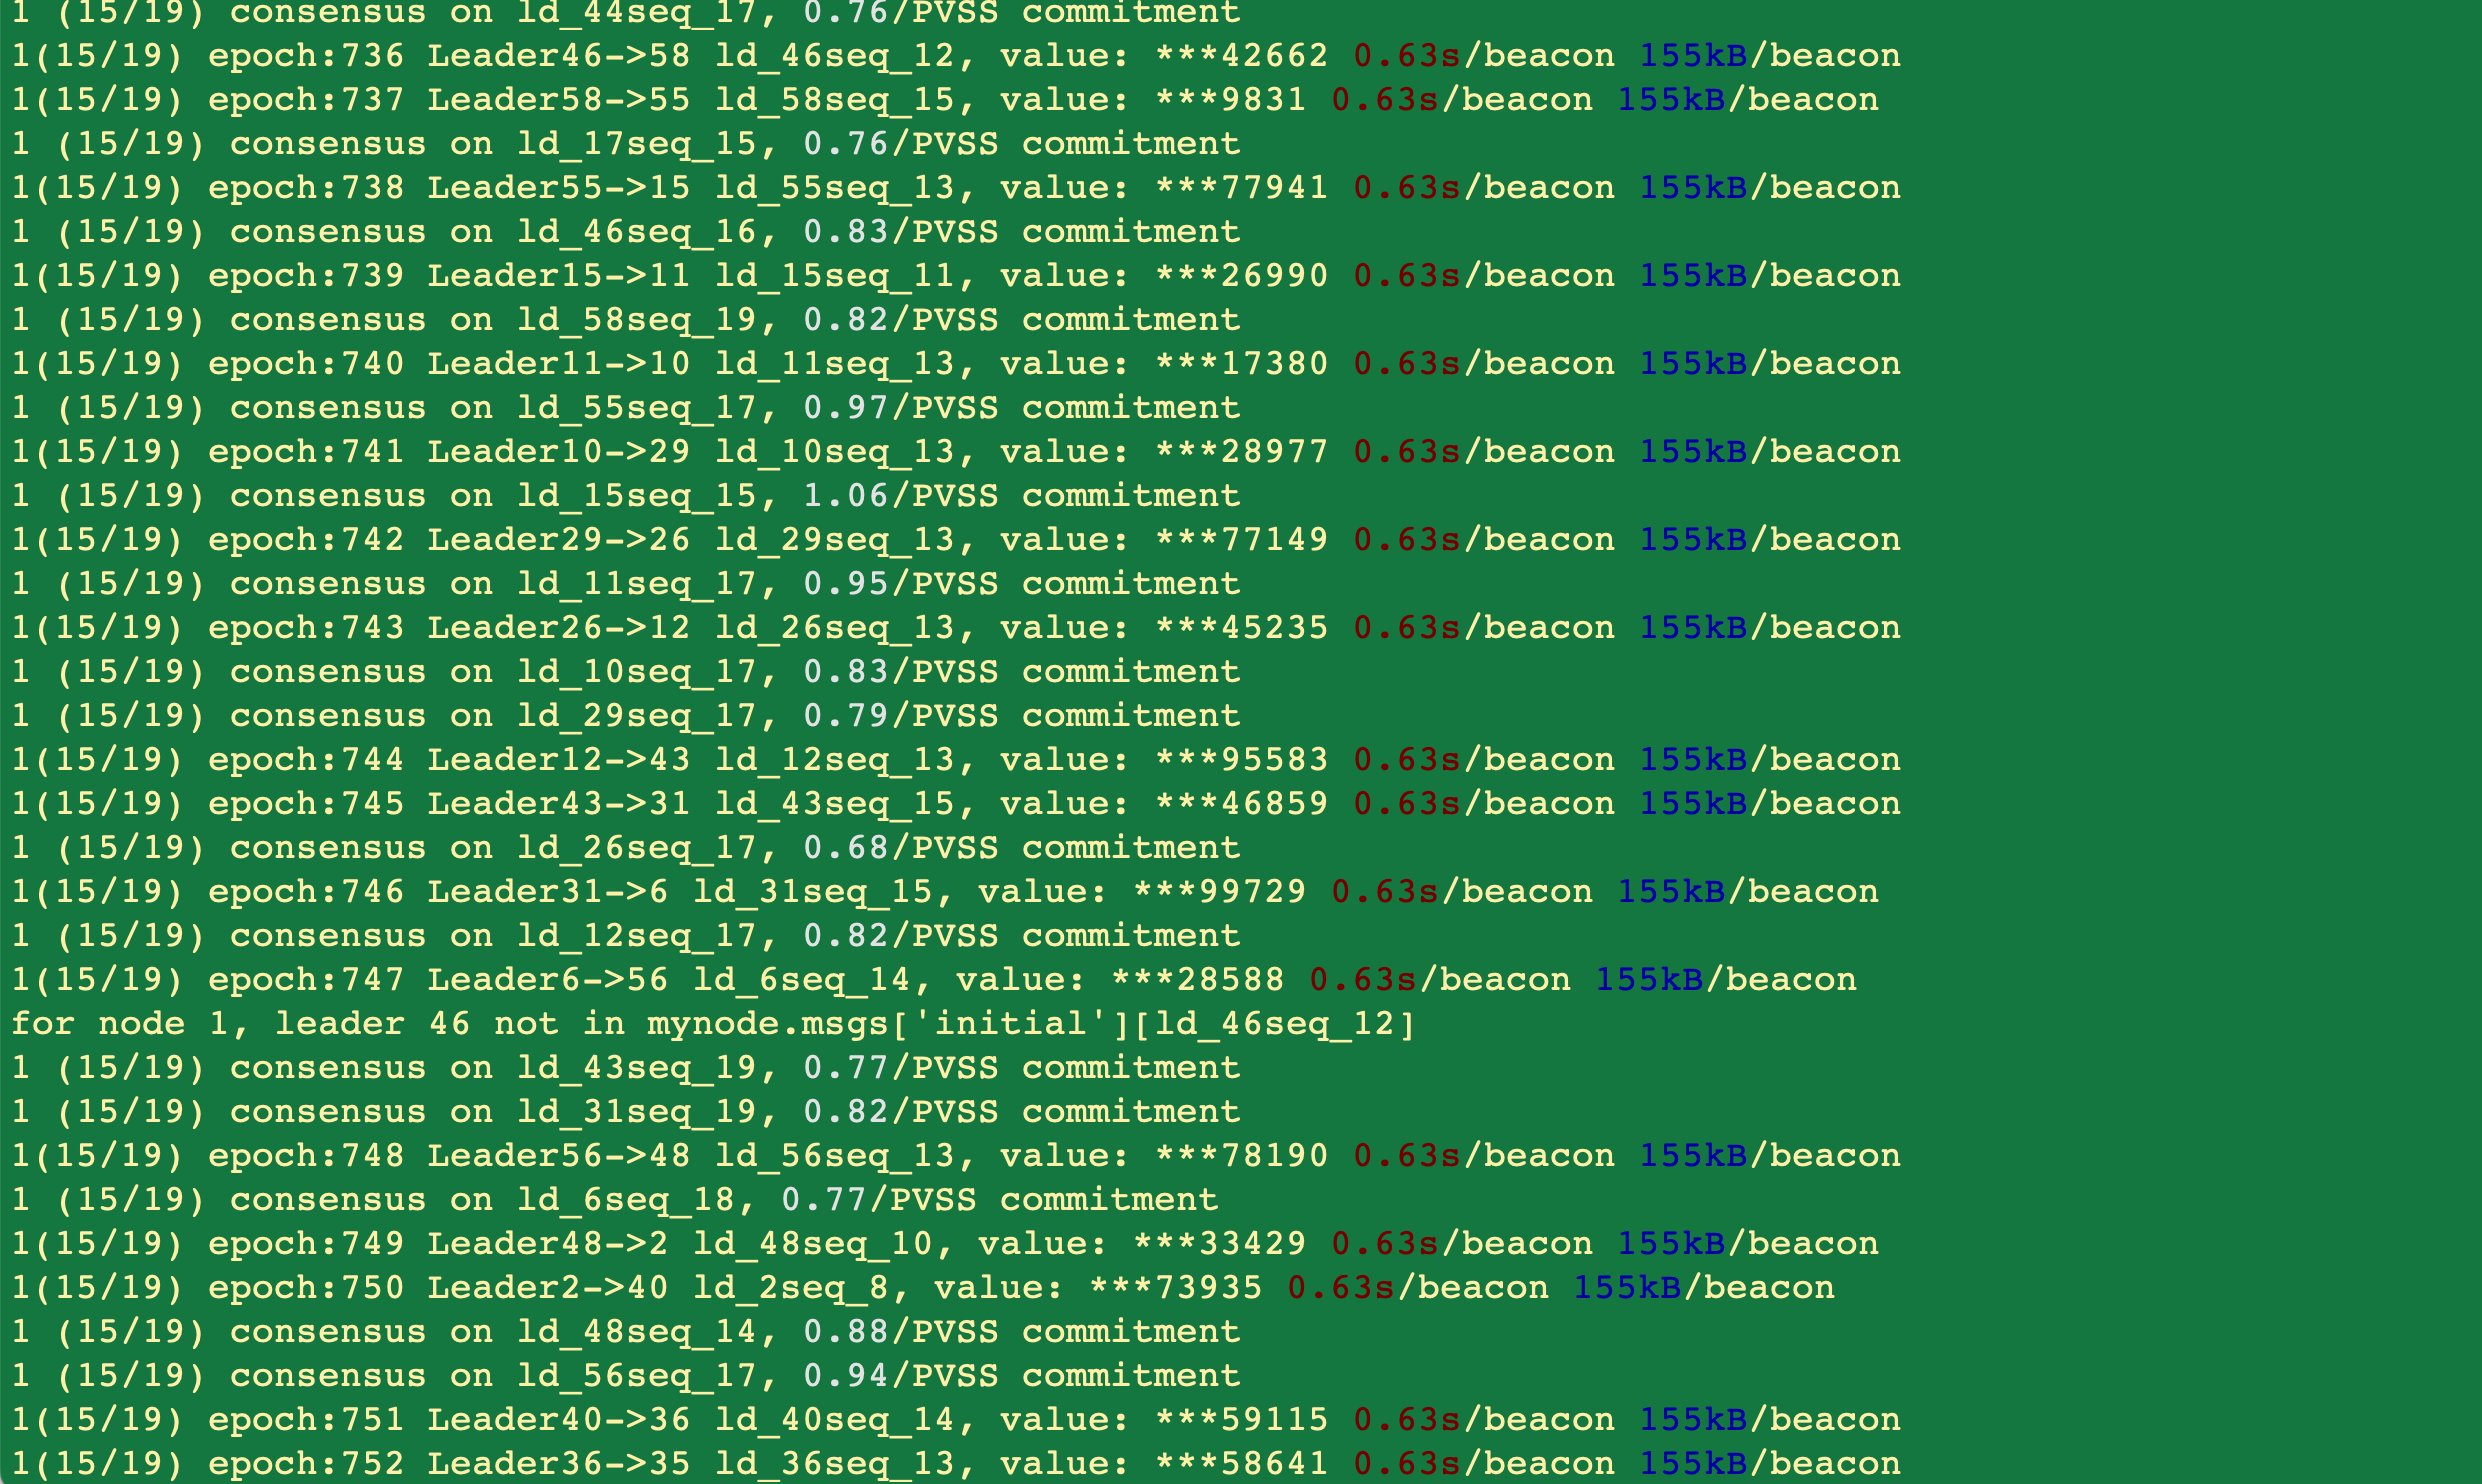 1 (15/19) consensus on ld_44seq_17, 0.76/PVSS commitment
1(15/19) epoch:736 Leader46->58 ld_46seq_12, value: ***42662 0.63s/beacon 155kB/beacon
1(15/19) epoch:737 Leader58->55 ld_58seq_15, value: ***9831 0.63s/beacon 155kB/beacon
1 (15/19) consensus on ld_17seq_15, 0.76/PVSS commitment
1(15/19) epoch:738 Leader55->15 ld_55seq_13, value: ***77941 0.63s/beacon 155kB/beacon
1 (15/19) consensus on ld_46seq_16, 0.83/PVSS commitment
1(15/19) epoch:739 Leader15->11 ld_15seq_11, value: ***26990 0.63s/beacon 155kB/beacon
1 (15/19) consensus on ld_58seq_19, 0.82/PVSS commitment
1(15/19) epoch:740 Leader11->10 ld_11seq_13, value: ***17380 0.63s/beacon 155kB/beacon
1 (15/19) consensus on ld_55seq_17, 0.97/PVSS commitment
1(15/19) epoch:741 Leader10->29 ld_10seq_13, value: ***28977 0.63s/beacon 155kB/beacon
1 (15/19) consensus on ld_15seq_15, 1.06/PVSS commitment
1(15/19) epoch:742 Leader29->26 ld_29seq_13, value: ***77149 0.63s/beacon 155kB/beacon
1 (15/19) consensus on ld_11seq_17, 0.95/PVSS commitment
1(15/19) epoch:743 Leader26->12 ld_26seq_13, value: ***45235 0.63s/beacon 155kB/beacon
1 (15/19) consensus on ld_10seq_17, 0.83/PVSS commitment
1 (15/19) consensus on ld_29seq_17, 0.79/PVSS commitment
1(15/19) epoch:744 Leader12->43 ld_12seq_13, value: ***95583 0.63s/beacon 155kB/beacon
1(15/19) epoch:745 Leader43->31 ld_43seq_15, value: ***46859 0.63s/beacon 155kB/beacon
1 (15/19) consensus on ld_26seq_17, 0.68/PVSS commitment
1(15/19) epoch:746 Leader31->6 ld_31seq_15, value: ***99729 0.63s/beacon 155kB/beacon
1 (15/19) consensus on ld_12seq_17, 0.82/PVSS commitment
1(15/19) epoch:747 Leader6->56 ld_6seq_14, value: ***28588 0.63s/beacon 155kB/beacon
for node 1, leader 46 not in mynode.msgs['initial'][ld_46seq_12]
1 (15/19) consensus on ld_43seq_19, 0.77/PVSS commitment
1 (15/19) consensus on ld_31seq_19, 0.82/PVSS commitment
1(15/19) epoch:748 Leader56->48 ld_56seq_13, value: ***78190 0.63s/beacon 155kB/beacon
1 (15/19) consensus on ld_6seq_18, 0.77/PVSS commitment
1(15/19) epoch:749 Leader48->2 ld_48seq_10, value: ***33429 0.63s/beacon 155kB/beacon
1(15/19) epoch:750 Leader2->40 ld_2seq_8, value: ***73935 0.63s/beacon 155kB/beacon
1 (15/19) consensus on ld_48seq_14, 0.88/PVSS commitment
1 (15/19) consensus on ld_56seq_17, 0.94/PVSS commitment
1(15/19) epoch:751 Leader40->36 ld_40seq_14, value: ***59115 0.63s/beacon 155kB/beacon
1(15/19) epoch:752 Leader36->35 ld_36seq_13, value: ***58641 0.63s/beacon 155kB/beacon